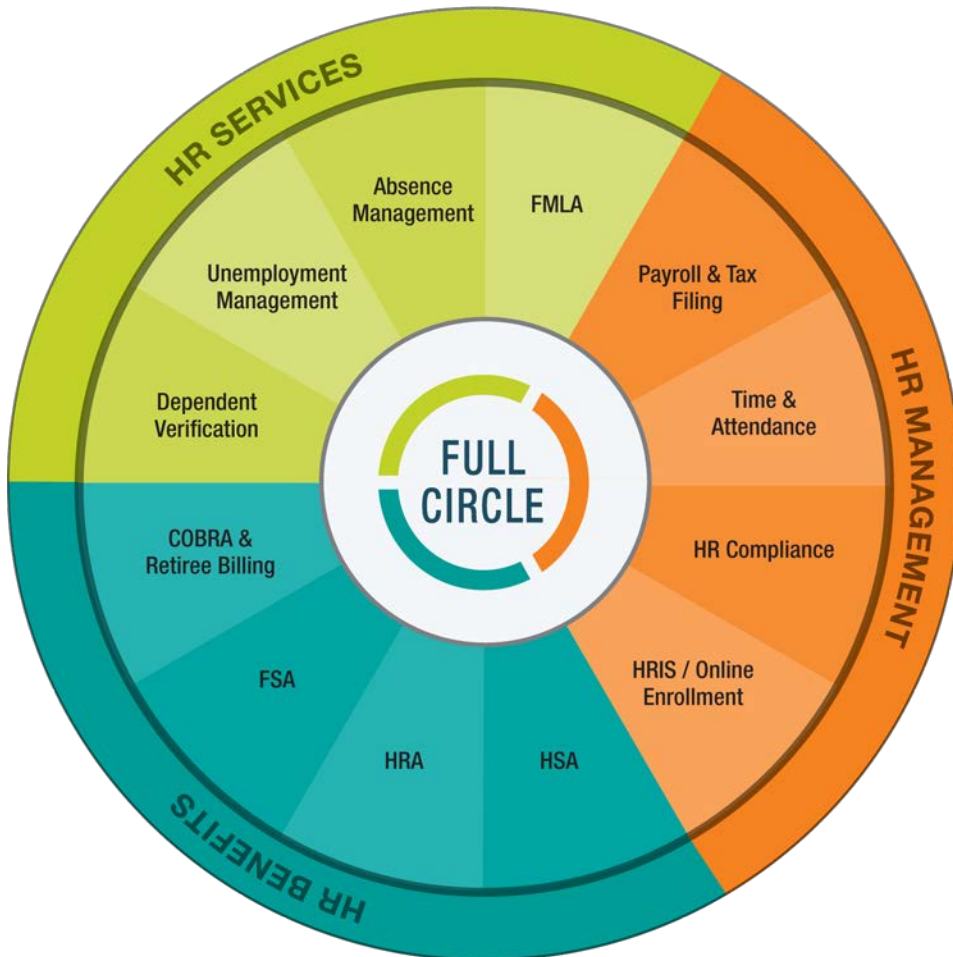 HR SERVICES
Absence
Management
FMLA
Unemployment
Management
Dependent
Verification
HR MANAGEMENT
Payroll & Tax
Filing
Time &
Attendance
HR Compliance
HRIS / Online
Enrollment
FULL
CIRCLE
HR BENEFITS
COBRA &
Retiree Billing
FSA
HRA
HSA